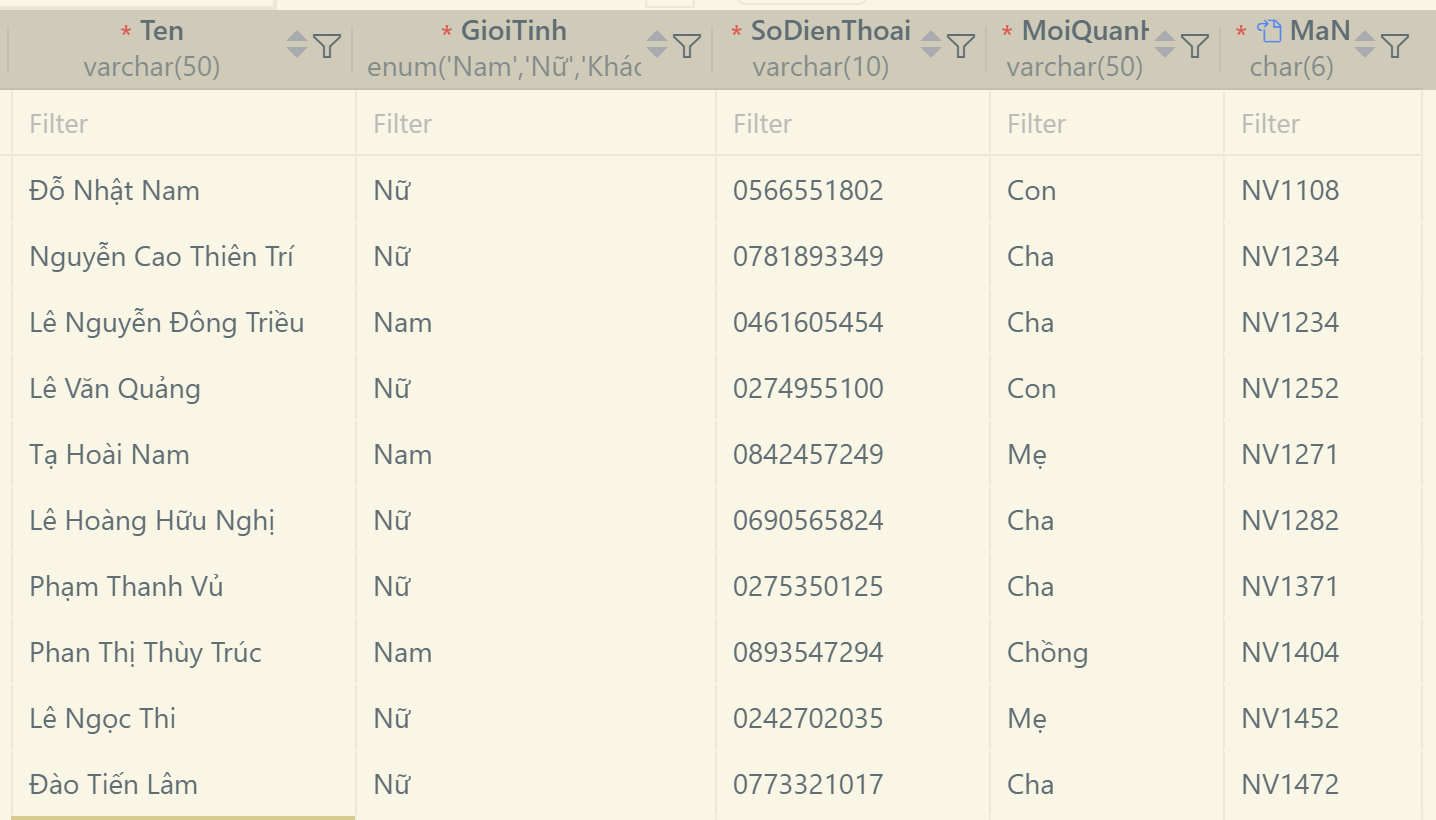 * Ten * GioiTinh * SoDienThoai * MoiQuanH * MaN
varchar(50) enum('Nam','Nữ','Khác varchar(10) varchar(50) char(6)
Filter Filter Filter Filter Filter
Đỗ Nhật Nam Nữ 0566551802 Con NV1108
Nguyễn Cao Thiên Trí Nữ 0781893349 Cha NV1234
Lê Nguyễn Đông Triều Nam 0461605454 Cha NV1234
Lê Văn Quảng Nữ 0274955100 Con NV1252
Tạ Hoài Nam Nam 0842457249 Mẹ NV1271
Lê Hoàng Hữu Nghị Nữ 0690565824 Cha NV1282
Phạm Thanh Vủ Nữ 0275350125 Cha NV1371
Phan Thị Thùy Trúc Nam 0893547294 Chồng NV1404
Lê Ngọc Thi Nữ 0242702035 Mẹ NV1452
Đào Tiến Lâm Nữ 0773321017 Cha NV1472